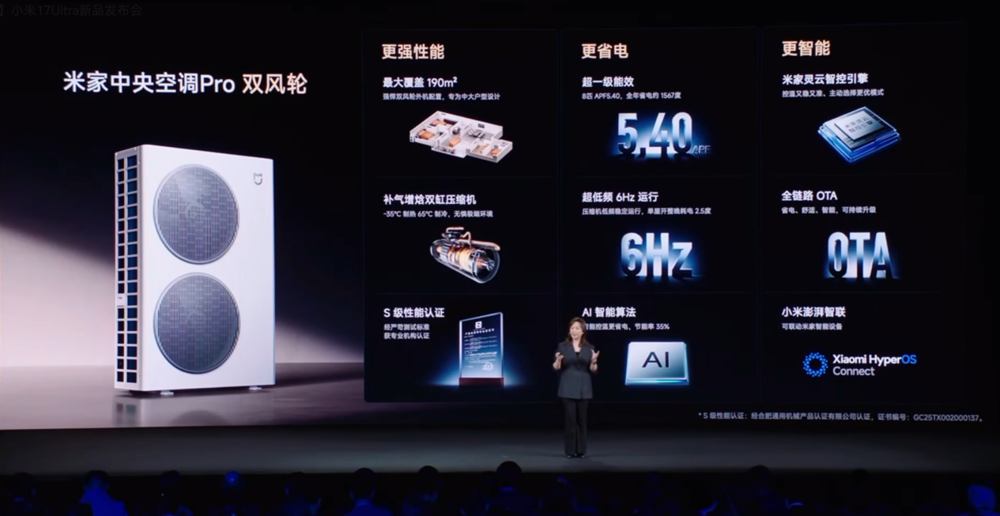 小米17Ultra新品发布会
米家中央空调Pro 双风轮
更强性能
最大覆盖 190m²
强悍双风轮外机配置，专为中大户型设计
补气增焓双缸压缩机
-35℃ 制热 65℃ 制冷，无惧极端环境
S 级性能认证
经严苛测试标准
获专业机构认证
更省电
超一级能效
8匹 APF5.40，全年省电约 1567度
5.40 APF
超低频 6Hz 运行
压缩机低频稳定运行，单屋开整晚耗电 2.5度
6Hz
AI 智能算法
智能控温更省电，节能率 35%
AI
更智能
米家灵云智控引擎
控温又稳又准、主动选择更优模式
米家灵云
智控引擎
全链路 OTA
省电、舒适、智能，可持续升级
OTA
小米澎湃智联
可联动米家智能设备
Xiaomi HyperOS
Connect
* S 级性能认证：经合肥通用机械产品认证有限公司认证，证书编号：GC25TX002000137。